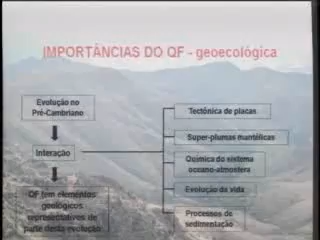 IMPORTÂNCIAS DO QF - geoecológica
Evolução no
Pré-Cambriano
Interação
QF tem elementos
geológicos
representativos de
parte desta evolução
Tectônica de placas
Super-plumas mantélicas
Química do sistema
oceano-atmosfera
Evolução da vida
Processos de
sedimentação